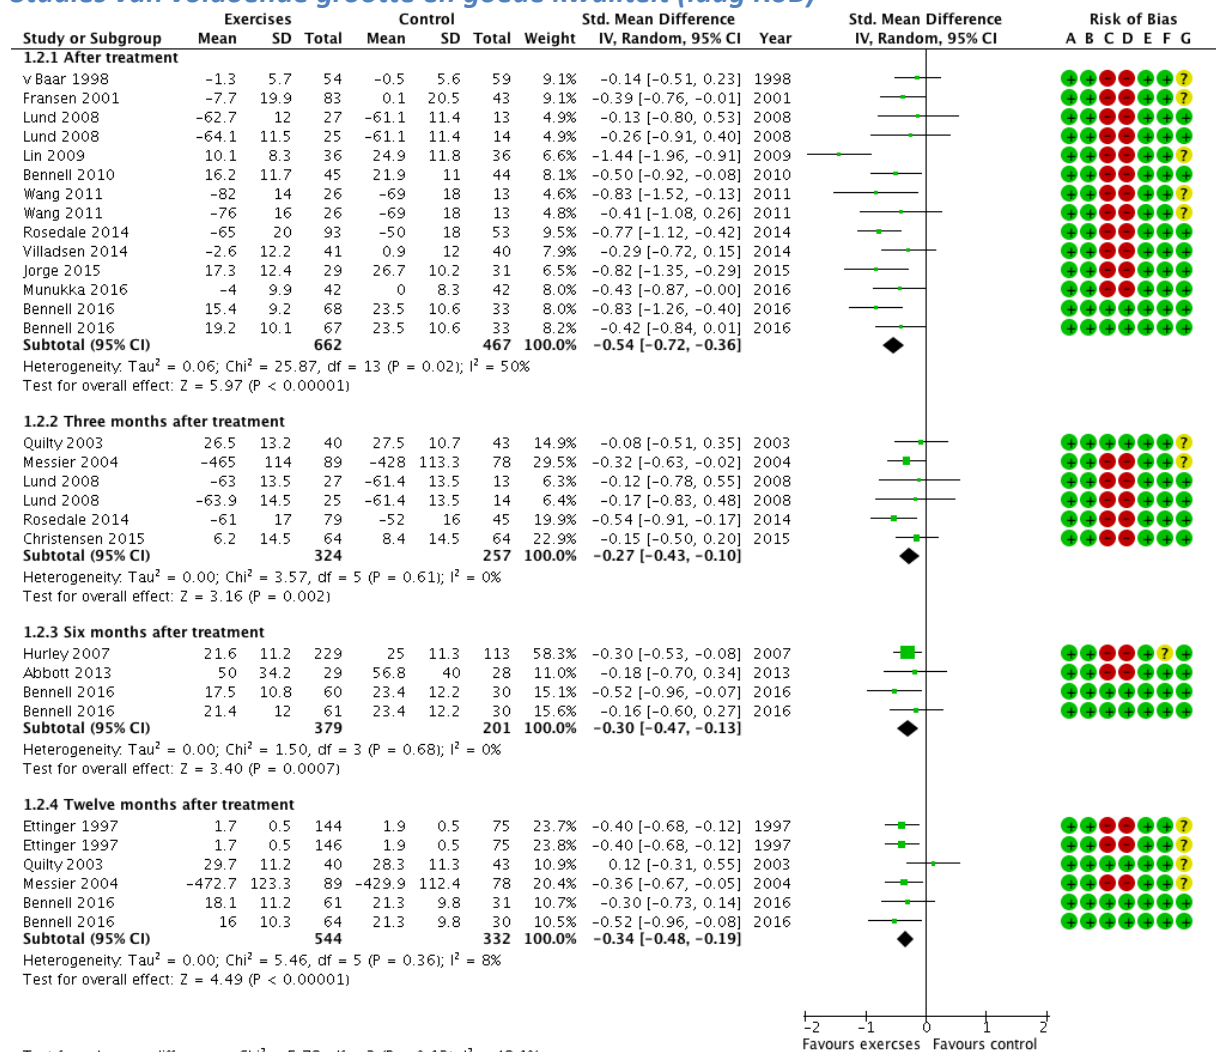 Studies van voldoende grootte en goede kwaliteit (laag RoB)
Exercises Control Std. Mean Difference Std. Mean Difference Risk of Bias
Study or Subgroup Mean SD Total Mean SD Total Weight IV, Random, 95% CI Year IV, Random, 95% CI A B C D E F G
1.2.1 After treatment
v Baar 1998 −1.3 5.7 54 −0.5 5.6 59 9.1% −0.14 [−0.51, 0.23] 1998 + + − − + + ?
Fransen 2001 −7.7 19.9 83 0.1 20.5 43 9.1% −0.39 [−0.76, −0.01] 2001 + + − − + + ?
Lund 2008 −62.7 12 27 −61.1 11.4 13 4.9% −0.13 [−0.80, 0.53] 2008 + + − − + + +
Lund 2008 −64.1 11.5 25 −61.1 11.4 14 4.9% −0.26 [−0.91, 0.40] 2008 + + − − + + +
Lin 2009 10.1 8.3 36 24.9 11.8 36 6.6% −1.44 [−1.96, −0.91] 2009 + + − − + + ?
Bennell 2010 16.2 11.7 45 21.9 11 44 8.1% −0.50 [−0.92, −0.08] 2010 + + − − + + +
Wang 2011 −82 14 26 −69 18 13 4.6% −0.83 [−1.52, −0.13] 2011 + + − − + + ?
Wang 2011 −76 16 26 −69 18 13 4.8% −0.41 [−1.08, 0.26] 2011 + + − − + + ?
Rosedale 2014 −65 20 93 −50 18 53 9.5% −0.77 [−1.12, −0.42] 2014 + + − − + + +
Villadsen 2014 −2.6 12.2 41 0.9 12 40 7.9% −0.29 [−0.72, 0.15] 2014 + + − − + + +
Jorge 2015 17.3 12.4 29 26.7 10.2 31 6.5% −0.82 [−1.35, −0.29] 2015 + + − − + + +
Munukka 2016 −4 9.9 42 0 8.3 42 8.0% −0.43 [−0.87, −0.00] 2016 + + − − + + +
Bennell 2016 15.4 9.2 68 23.5 10.6 33 8.0% −0.83 [−1.26, −0.40] 2016 + + + + + + +
Bennell 2016 19.2 10.1 67 23.5 10.6 33 8.2% −0.42 [−0.84, 0.01] 2016 + + + + + + +
Subtotal (95% CI) 662 467 100.0% −0.54 [−0.72, −0.36]
Heterogeneity: Tau² = 0.06; Chi² = 25.87, df = 13 (P = 0.02); I² = 50%
Test for overall effect: Z = 5.97 (P < 0.00001)
1.2.2 Three months after treatment
Quilty 2003 26.5 13.2 40 27.5 10.7 43 14.9% −0.08 [−0.51, 0.35] 2003 + + + + + + ?
Messier 2004 −465 114 89 −428 113.3 78 29.5% −0.32 [−0.63, −0.02] 2004 + + − − + + ?
Lund 2008 −63 13.5 27 −61.4 13.5 13 6.3% −0.12 [−0.78, 0.55] 2008 + + − − + + +
Lund 2008 −63.9 14.5 25 −61.4 13.5 14 6.4% −0.17 [−0.83, 0.48] 2008 + + − − + + +
Rosedale 2014 −61 17 79 −52 16 45 19.9% −0.54 [−0.91, −0.17] 2014 + + − − + + +
Christensen 2015 6.2 14.5 64 8.4 14.5 64 22.9% −0.15 [−0.50, 0.20] 2015 + + − − + + +
Subtotal (95% CI) 324 257 100.0% −0.27 [−0.43, −0.10]
Heterogeneity: Tau² = 0.00; Chi² = 3.57, df = 5 (P = 0.61); I² = 0%
Test for overall effect: Z = 3.16 (P = 0.002)
1.2.3 Six months after treatment
Hurley 2007 21.6 11.2 229 25 11.3 113 58.3% −0.30 [−0.53, −0.08] 2007 + + − − + ? +
Abbott 2013 50 34.2 29 56.8 40 28 11.0% −0.18 [−0.70, 0.34] 2013 + + − − + + +
Bennell 2016 17.5 10.8 60 23.4 12.2 30 15.1% −0.52 [−0.96, −0.07] 2016 + + + + + + +
Bennell 2016 21.4 12 61 23.4 12.2 30 15.6% −0.16 [−0.60, 0.27] 2016 + + + + + + +
Subtotal (95% CI) 379 201 100.0% −0.30 [−0.47, −0.13]
Heterogeneity: Tau² = 0.00; Chi² = 1.50, df = 3 (P = 0.68); I² = 0%
Test for overall effect: Z = 3.40 (P = 0.0007)
1.2.4 Twelve months after treatment
Ettinger 1997 1.7 0.5 144 1.9 0.5 75 23.7% −0.40 [−0.68, −0.12] 1997 + + − − + + ?
Ettinger 1997 1.7 0.5 146 1.9 0.5 75 23.8% −0.40 [−0.68, −0.12] 1997 + + − − + + ?
Quilty 2003 29.7 11.2 40 28.3 11.3 43 10.9% 0.12 [−0.31, 0.55] 2003 + + + + + + ?
Messier 2004 −472.7 123.3 89 −429.9 112.4 78 20.4% −0.36 [−0.67, −0.05] 2004 + + − − + + ?
Bennell 2016 18.1 11.2 61 21.3 9.8 31 10.7% −0.30 [−0.73, 0.14] 2016 + + + + + + +
Bennell 2016 16 10.3 64 21.3 9.8 30 10.5% −0.52 [−0.96, −0.08] 2016 + + + + + + +
Subtotal (95% CI) 544 332 100.0% −0.34 [−0.48, −0.19]
Heterogeneity: Tau² = 0.00; Chi² = 5.46, df = 5 (P = 0.36); I² = 8%
Test for overall effect: Z = 4.49 (P < 0.00001)
−2 −1 0 1 2
Favours exercses Favours control